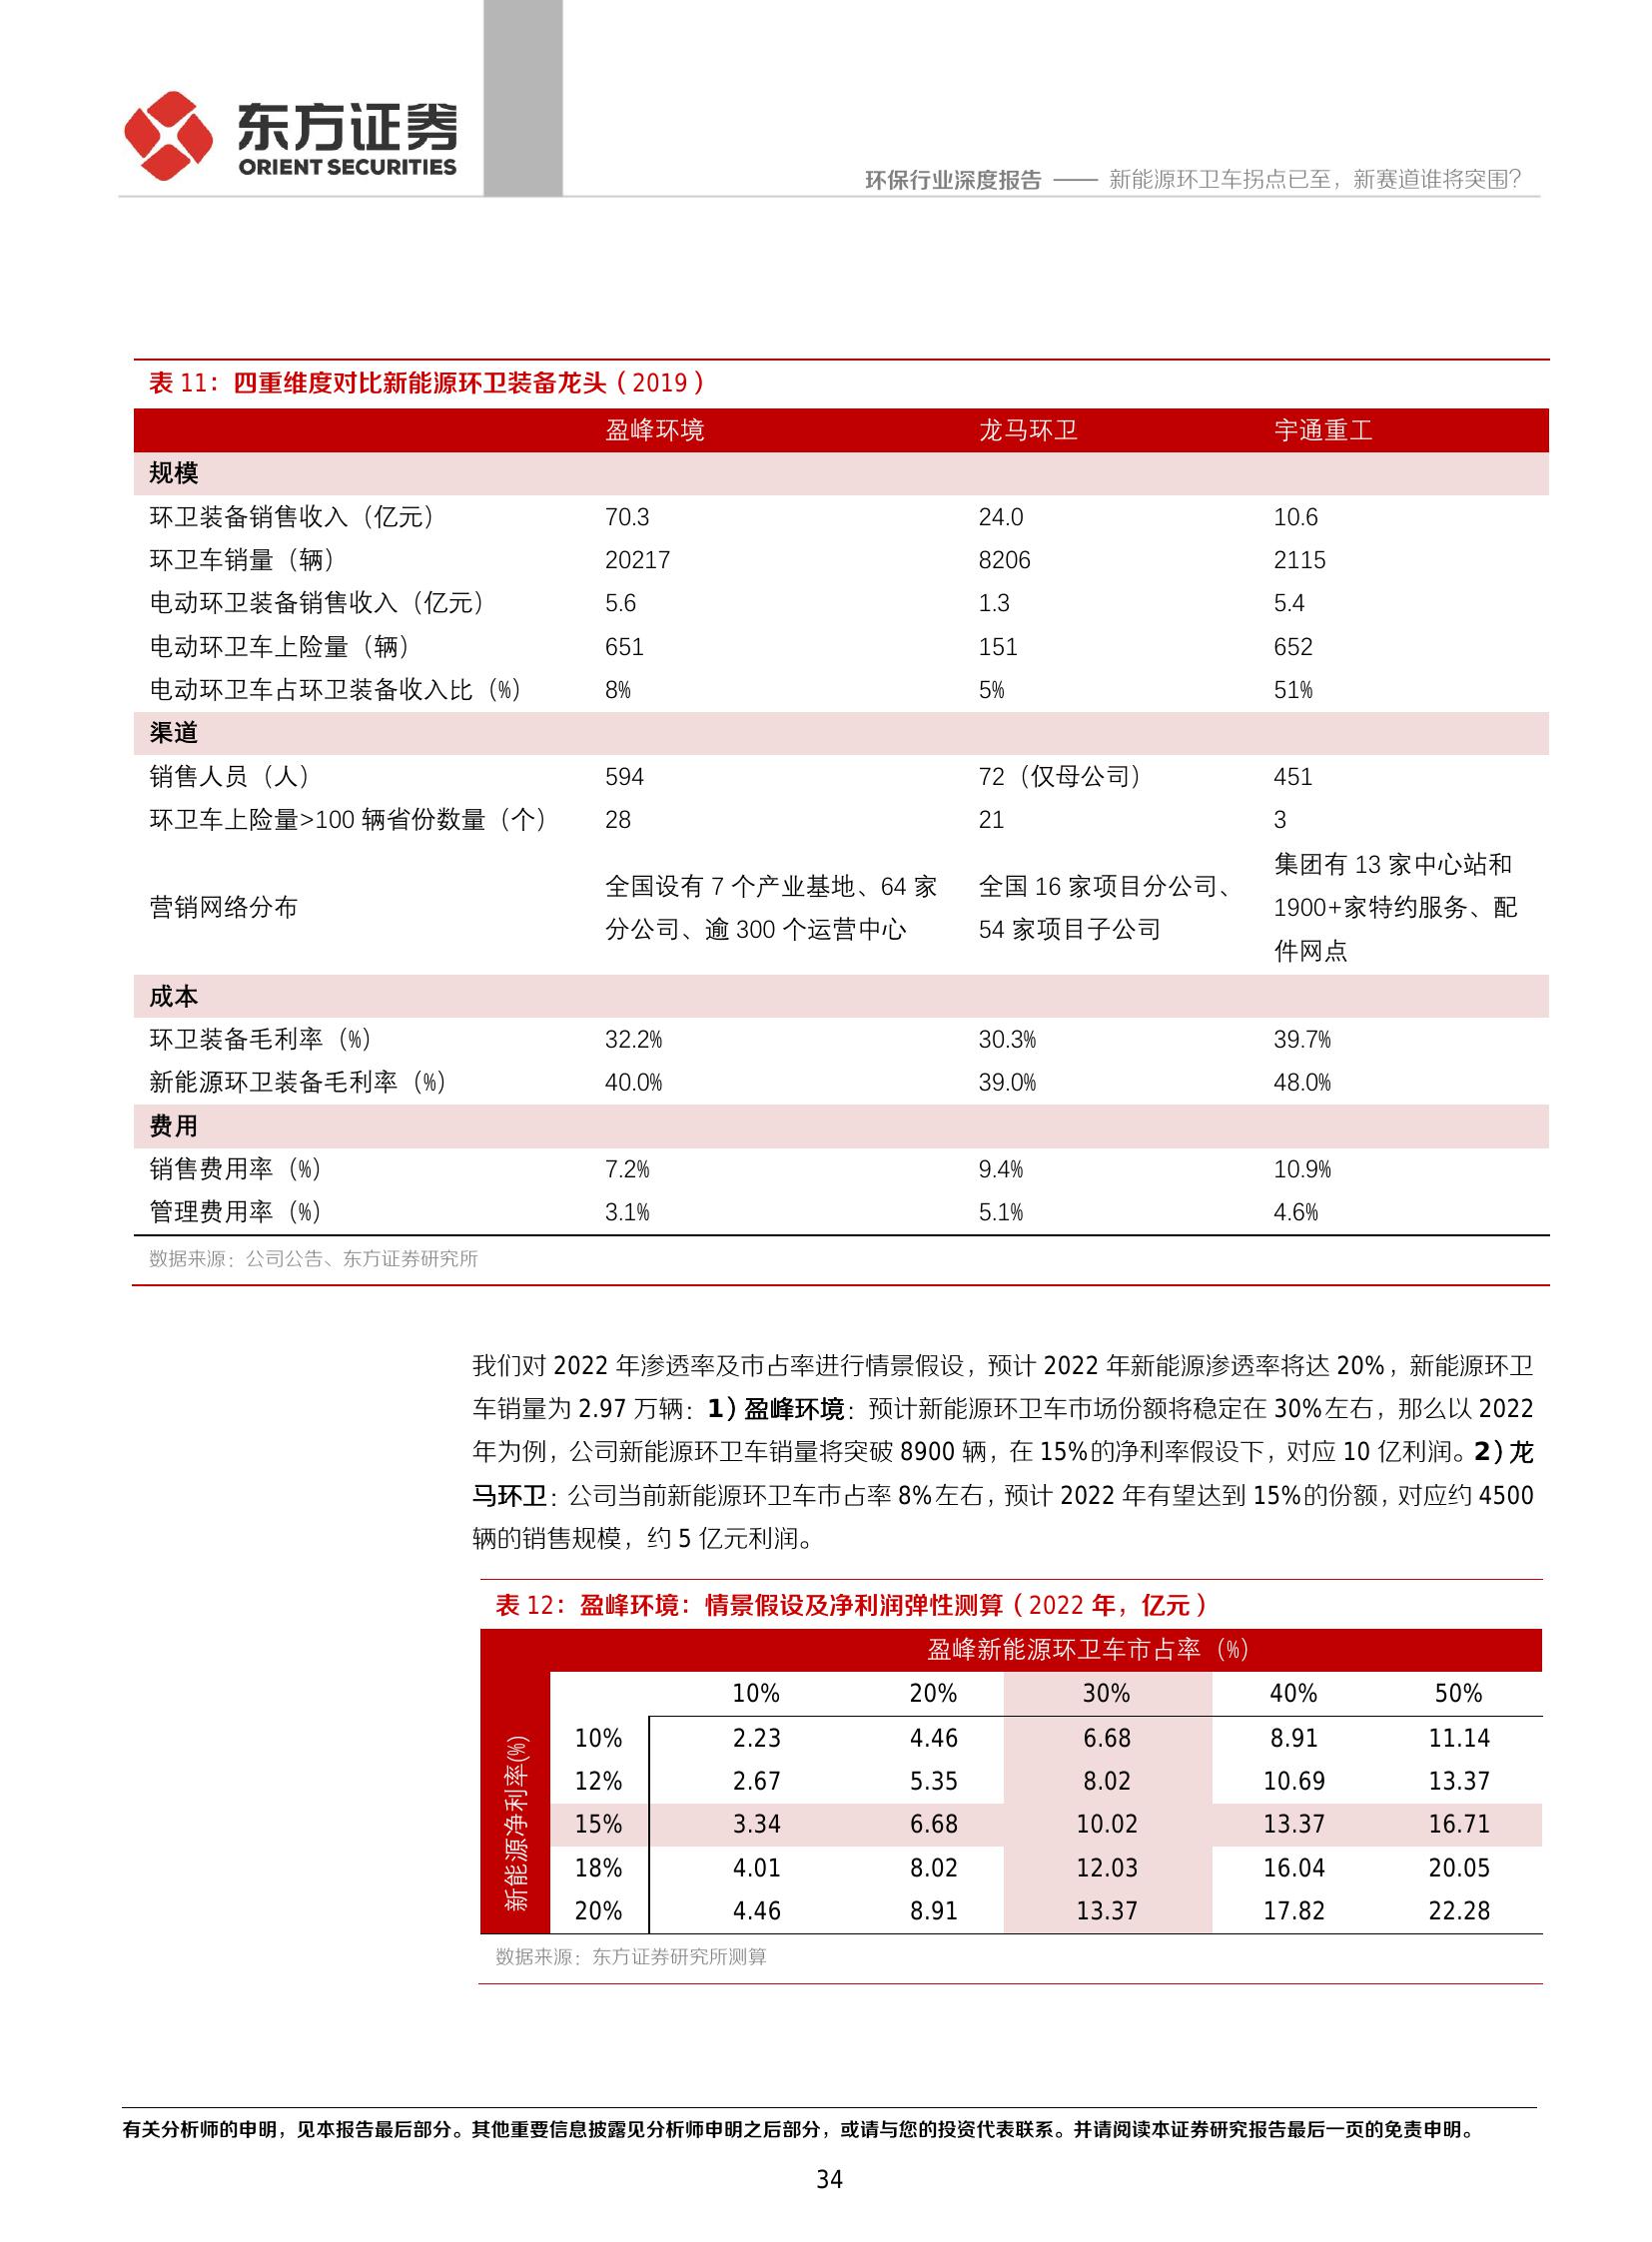 东方证券
ORIENT SECURITIES
环保行业深度报告 —— 新能源环卫车拐点已至，新赛道谁将突围？
表 11：四重维度对比新能源环卫装备龙头（2019）
盈峰环境 龙马环卫 宇通重工
规模
环卫装备销售收入（亿元） 70.3 24.0 10.6
环卫车销量（辆） 20217 8206 2115
电动环卫装备销售收入（亿元） 5.6 1.3 5.4
电动环卫车上险量（辆） 651 151 652
电动环卫车占环卫装备收入比（%） 8% 5% 51%
渠道
销售人员（人） 594 72（仅母公司） 451
环卫车上险量>100 辆省份数量（个） 28 21 3
营销网络分布
全国设有 7 个产业基地、64 家
分公司、逾 300 个运营中心
全国 16 家项目分公司、
54 家项目子公司
集团有 13 家中心站和
1900+家特约服务、配
件网点
成本
环卫装备毛利率（%） 32.2% 30.3% 39.7%
新能源环卫装备毛利率（%） 40.0% 39.0% 48.0%
费用
销售费用率（%） 7.2% 9.4% 10.9%
管理费用率（%） 3.1% 5.1% 4.6%
数据来源：公司公告、东方证券研究所
我们对 2022 年渗透率及市占率进行情景假设，预计 2022 年新能源渗透率将达 20%，新能源环卫
车销量为 2.97 万辆：1）盈峰环境：预计新能源环卫车市场份额将稳定在 30%左右，那么以 2022
年为例，公司新能源环卫车销量将突破 8900 辆，在 15%的净利率假设下，对应 10 亿利润。2）龙
马环卫：公司当前新能源环卫车市占率 8%左右，预计 2022 年有望达到 15%的份额，对应约 4500
辆的销售规模，约 5 亿元利润。
表 12：盈峰环境：情景假设及净利润弹性测算（2022 年，亿元）
盈峰新能源环卫车市占率（%）
新能源净利率(%)
10% 20% 30% 40% 50%
10% 2.23 4.46 6.68 8.91 11.14
12% 2.67 5.35 8.02 10.69 13.37
15% 3.34 6.68 10.02 13.37 16.71
18% 4.01 8.02 12.03 16.04 20.05
20% 4.46 8.91 13.37 17.82 22.28
数据来源：东方证券研究所测算
有关分析师的申明，见本报告最后部分。其他重要信息披露见分析师申明之后部分，或请与您的投资代表联系。并请阅读本证券研究报告最后一页的免责申明。
34